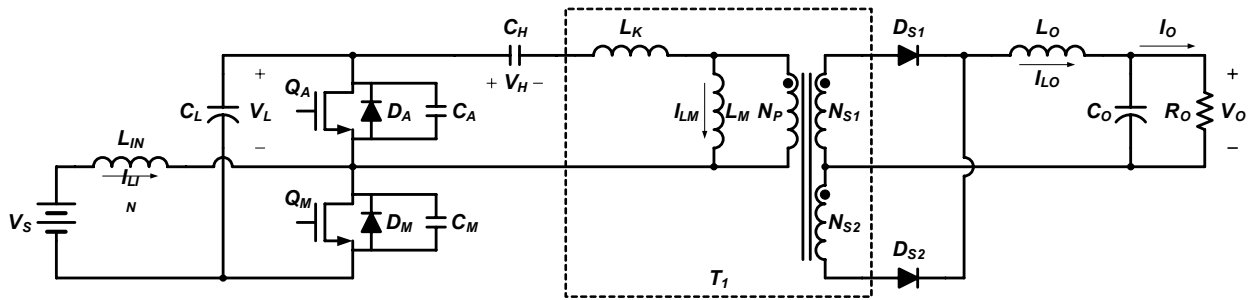 C_H
L_K
D_S1
L_O
I_O
+ V_H −
I_LO
+
Q_A
C_L
V_L
D_A
C_A
I_LM
L_M
N_P
N_S1
C_O
R_O
V_O
+
−
−
L_IN
I_LI
N
Q_M
V_S
D_M
C_M
N_S2
D_S2
T_1